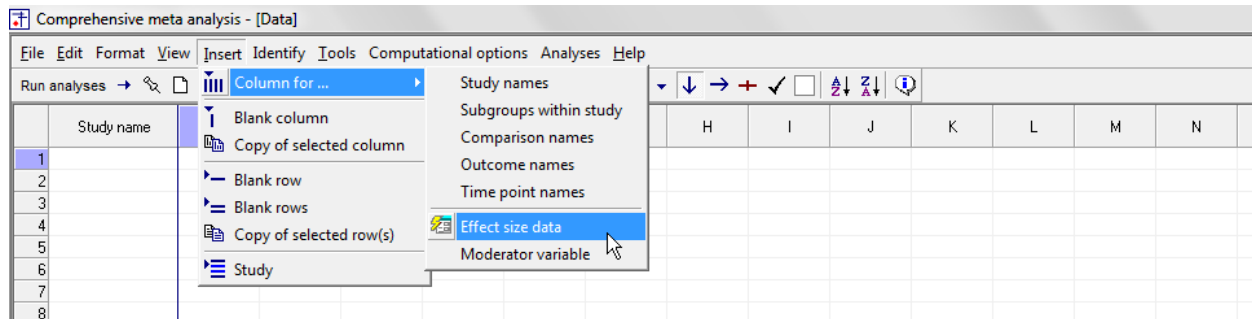 Comprehensive meta analysis - [Data]
File Edit Format View Insert Identify Tools Computational options Analyses Help
Run analyses
Column for ...
Blank column
Copy of selected column
Blank row
Blank rows
Copy of selected row(s)
Study
Study names
Subgroups within study
Comparison names
Outcome names
Time point names
Effect size data
Moderator variable
Study name H I J K L M N
1
2
3
4
5
6
7
8